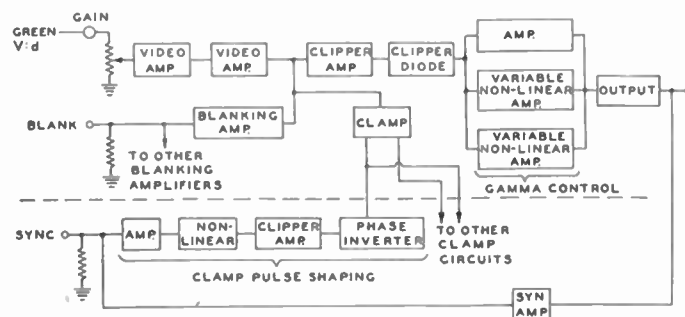 GAIN
GREEN
V:d
VIDEO
AMP
VIDEO
AMP.
CLIPPER
AMP
CLIPPER
DIODE
AMP.
VARIABLE
NON-LINEAR
AMP.
VARIABLE
NON-LINEAR
AMP.
GAMMA CONTROL
OUTPUT
BLANK
BLANKING
AMP.
CLAMP
TO OTHER
BLANKING
AMPLIFIERS
SYNC
AMP.
NON-
LINEAR
CLIPPER
AMP.
PHASE
INVERTER
CLAMP PULSE SHAPING
TO OTHER
CLAMP
CIRCUITS
SYN
AMP.